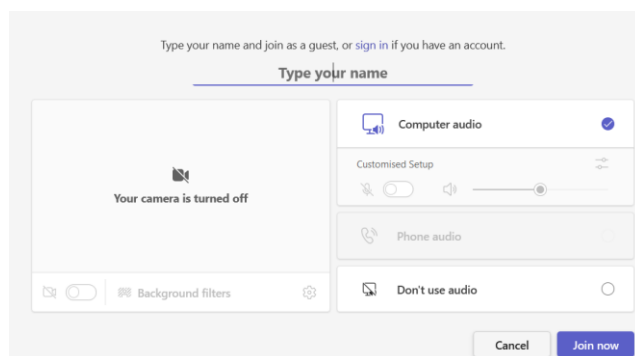 Type your name and join as a guest, or sign in if you have an account.
Type your name
Your camera is turned off
Background filters
Computer audio
Customised Setup
Phone audio
Don't use audio
Cancel
Join now